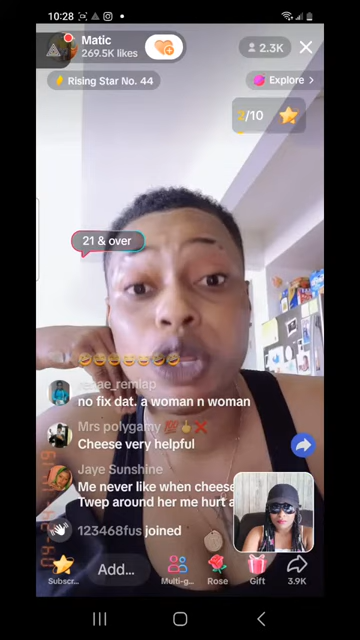 10:28
Matic
269.5K likes
2.3K
Rising Star No. 44
Explore >
2/10
21 & over
renae_remlap
no fix dat. a woman n woman
Mrs polygamy 💯🖕❌
Cheese very helpful
Jaye Sunshine
Me never like when cheese
Twep around her me hurt a
123468fus joined
Subscr...
Add...
Multi-g...
Rose
Gift
3.9K